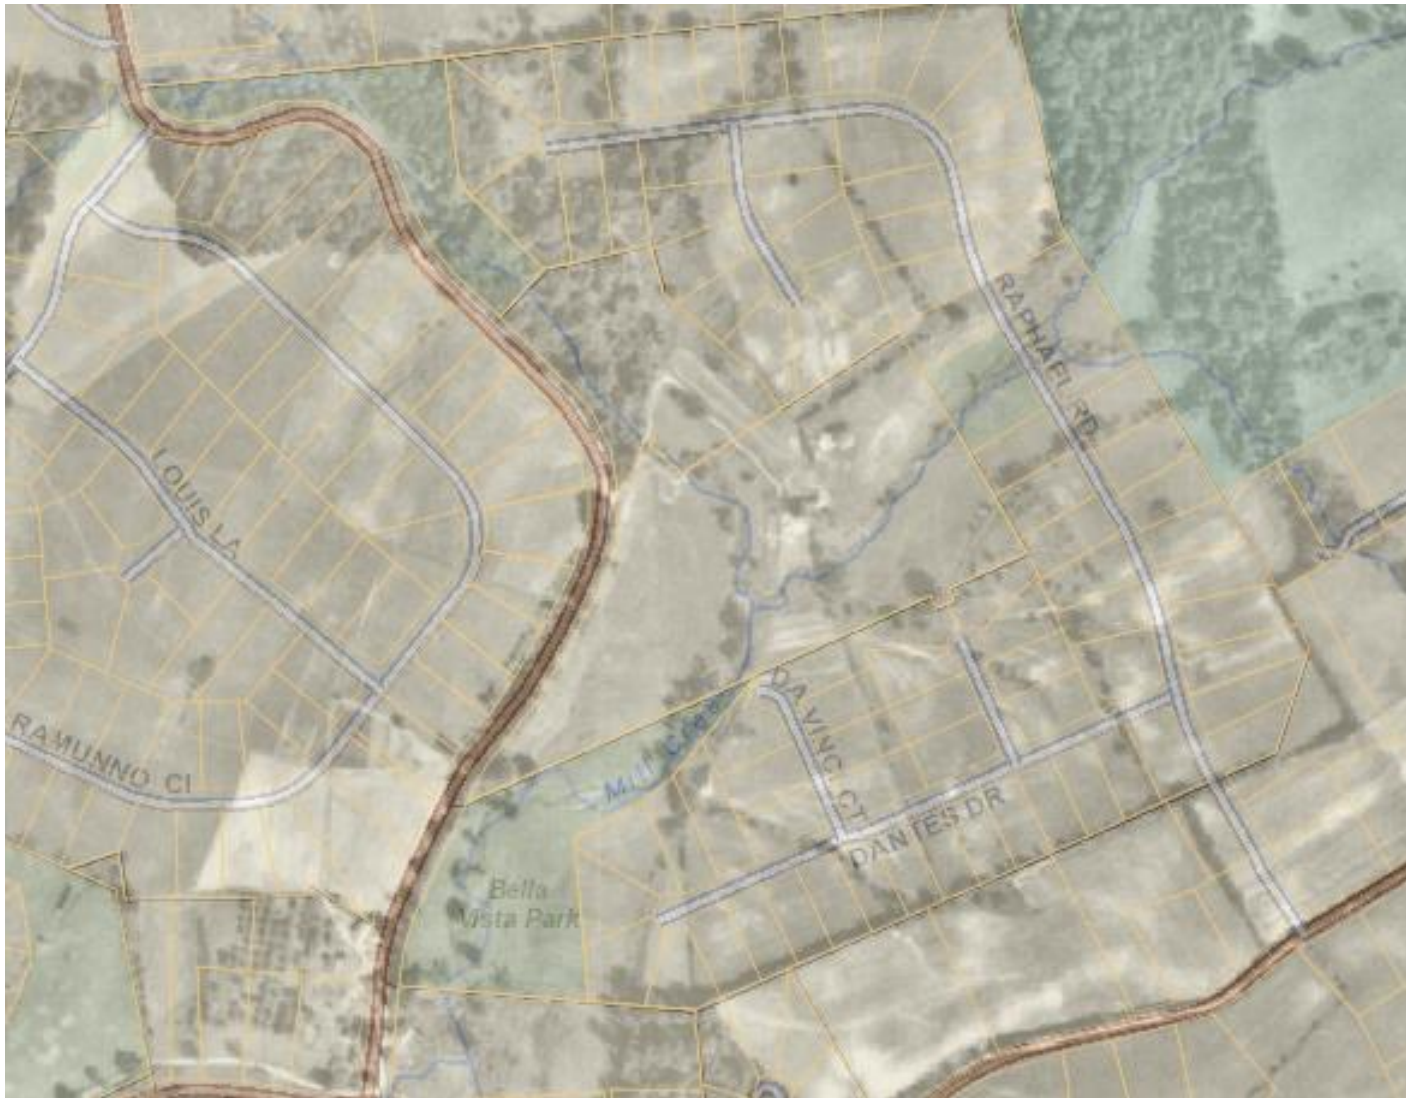 RAPHAEL RD
LOUIS LA
DA VINCI CT
RAMUNNO CI
Mill Creek
DANTES DR
Bella
Vista Park